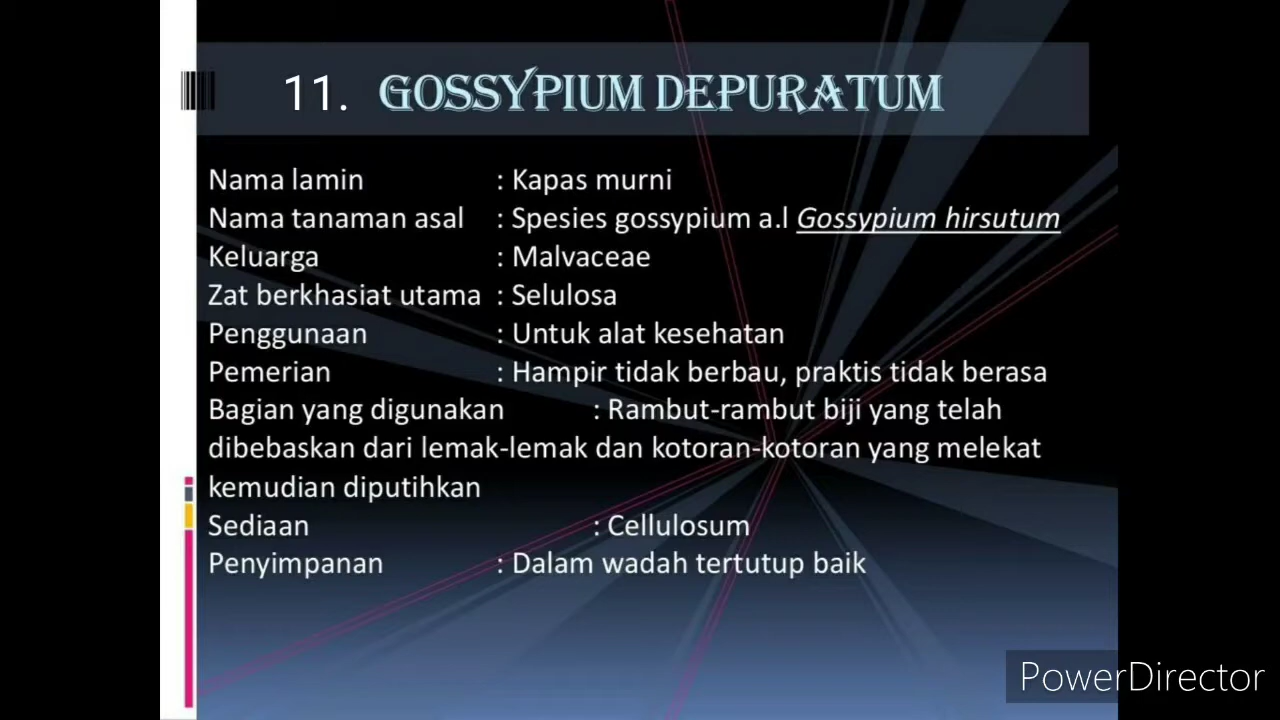 11. GOSSYPIUM DEPURATUM
Nama lamin : Kapas murni
Nama tanaman asal : Spesies gossypium a.l Gossypium hirsutum
Keluarga : Malvaceae
Zat berkhasiat utama : Selulosa
Penggunaan : Untuk alat kesehatan
Pemerian : Hampir tidak berbau, praktis tidak berasa
Bagian yang digunakan : Rambut-rambut biji yang telah
dibebaskan dari lemak-lemak dan kotoran-kotoran yang melekat
kemudian diputihkan
Sediaan : Cellulosum
Penyimpanan : Dalam wadah tertutup baik
PowerDirector